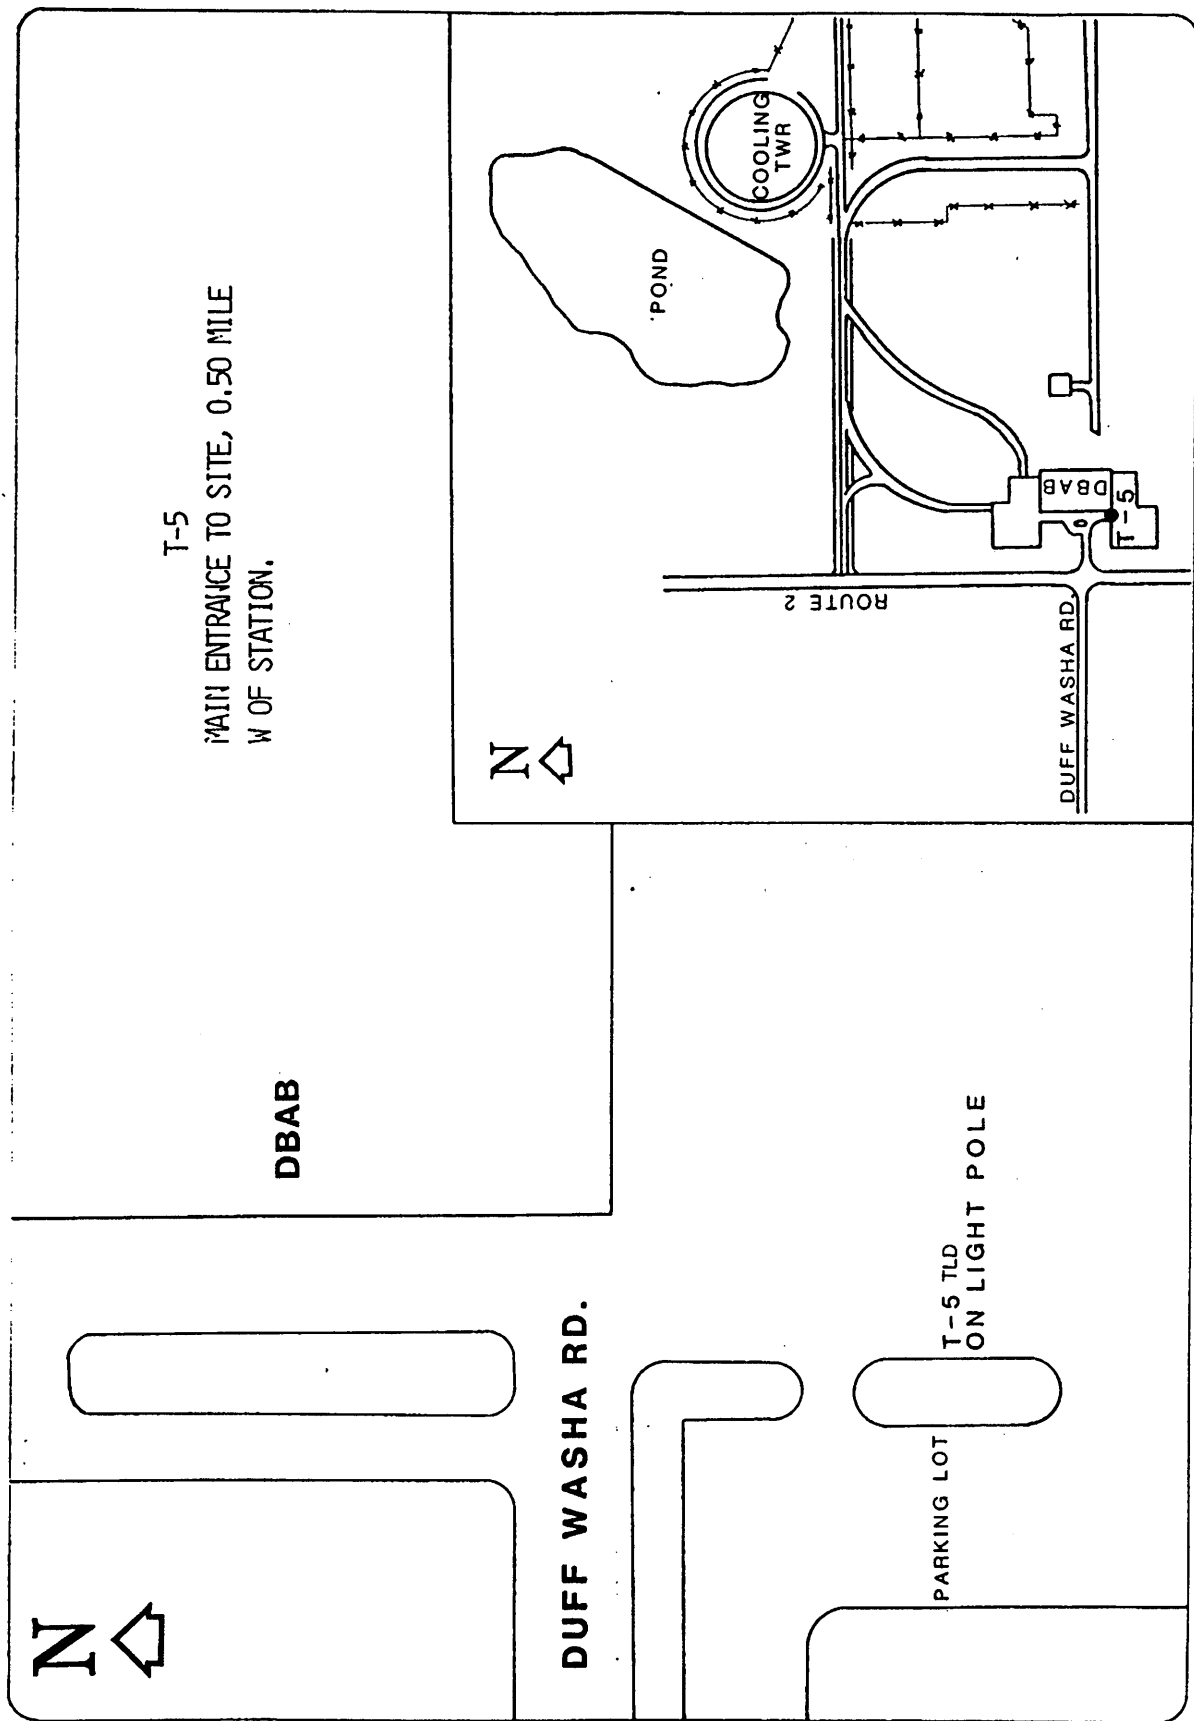 T-5
MAIN ENTRANCE TO SITE, 0.50 MILE
W OF STATION.
N
DBAB
DUFF WASHA RD.
T-5 TLD
ON LIGHT POLE
PARKING LOT
N
POND
COOLING
TWR
ROUTE 2
DBAB
T-5
DUFF WASHA RD.